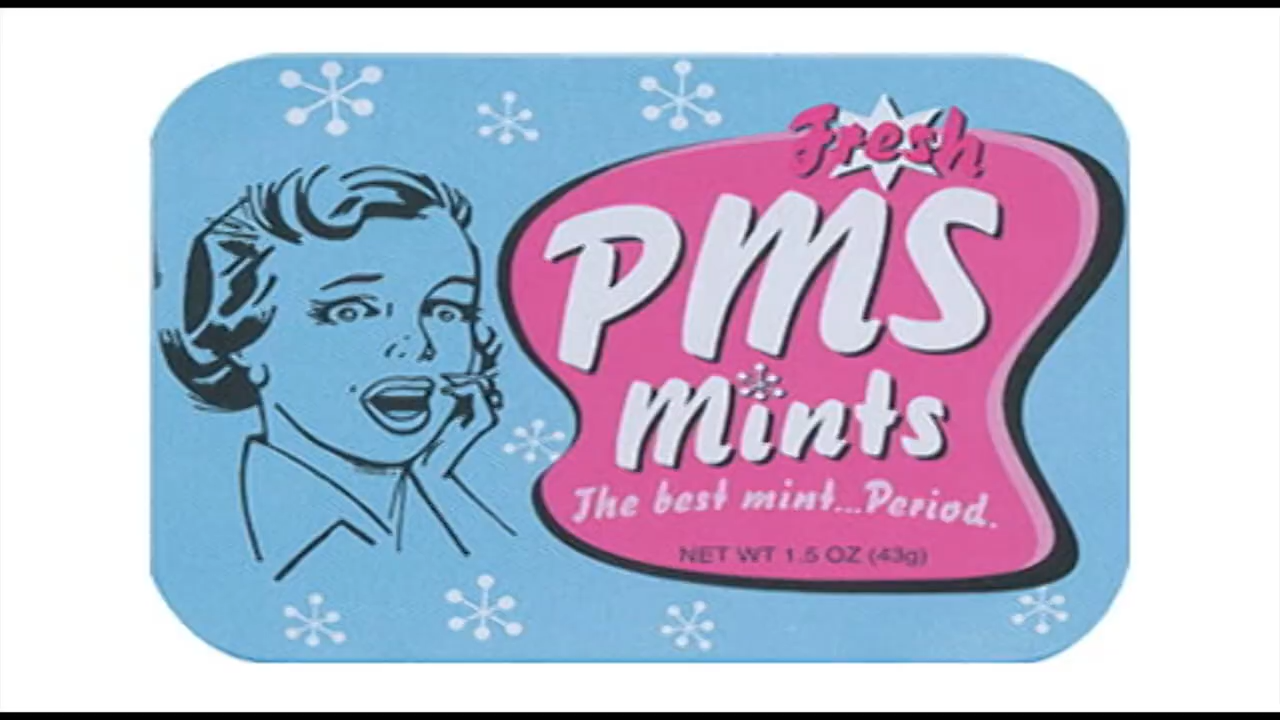 Fresh
PMS
Mints
The best mint...Period.
NET WT 1.5 OZ (43g)